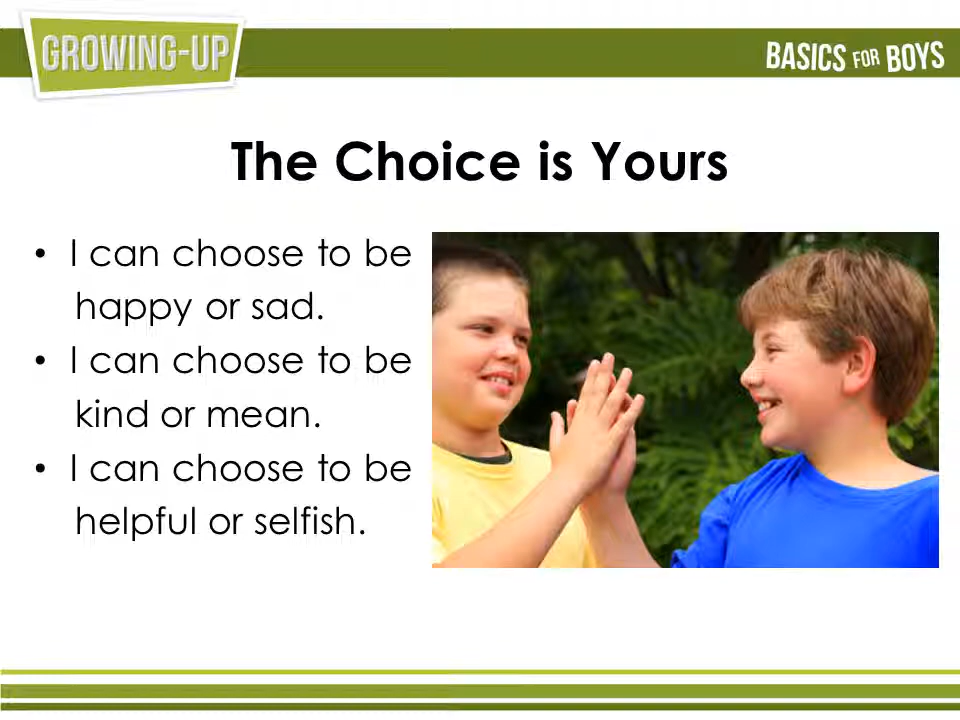 GROWING-UP
BASICS FOR BOYS
The Choice is Yours
• I can choose to be
happy or sad.
• I can choose to be
kind or mean.
• I can choose to be
helpful or selfish.